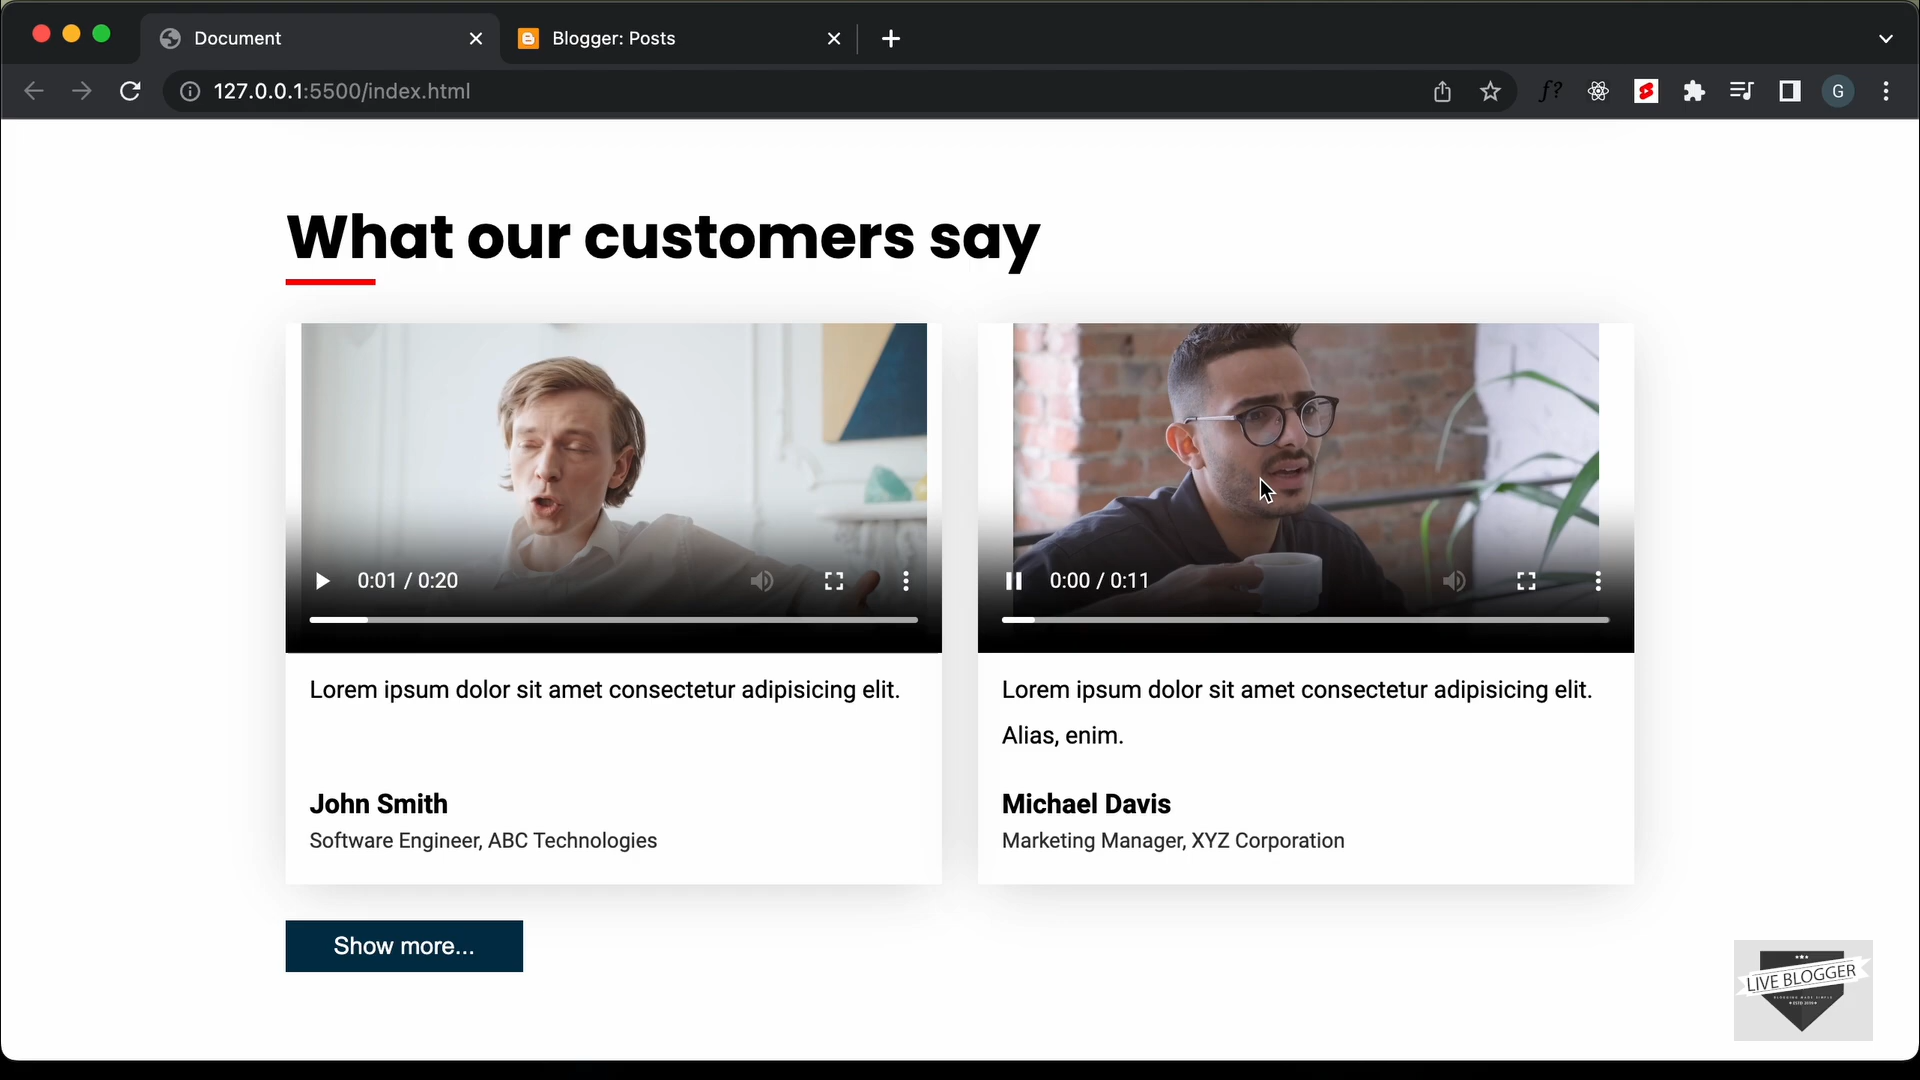 Document
Blogger: Posts
127.0.0.1:5500/index.html
f?
G
What our customers say
0:01 / 0:20
0:00 / 0:11
Lorem ipsum dolor sit amet consectetur adipisicing elit.
Lorem ipsum dolor sit amet consectetur adipisicing elit.
Alias, enim.
John Smith
Software Engineer, ABC Technologies
Michael Davis
Marketing Manager, XYZ Corporation
Show more...
LIVE BLOGGER